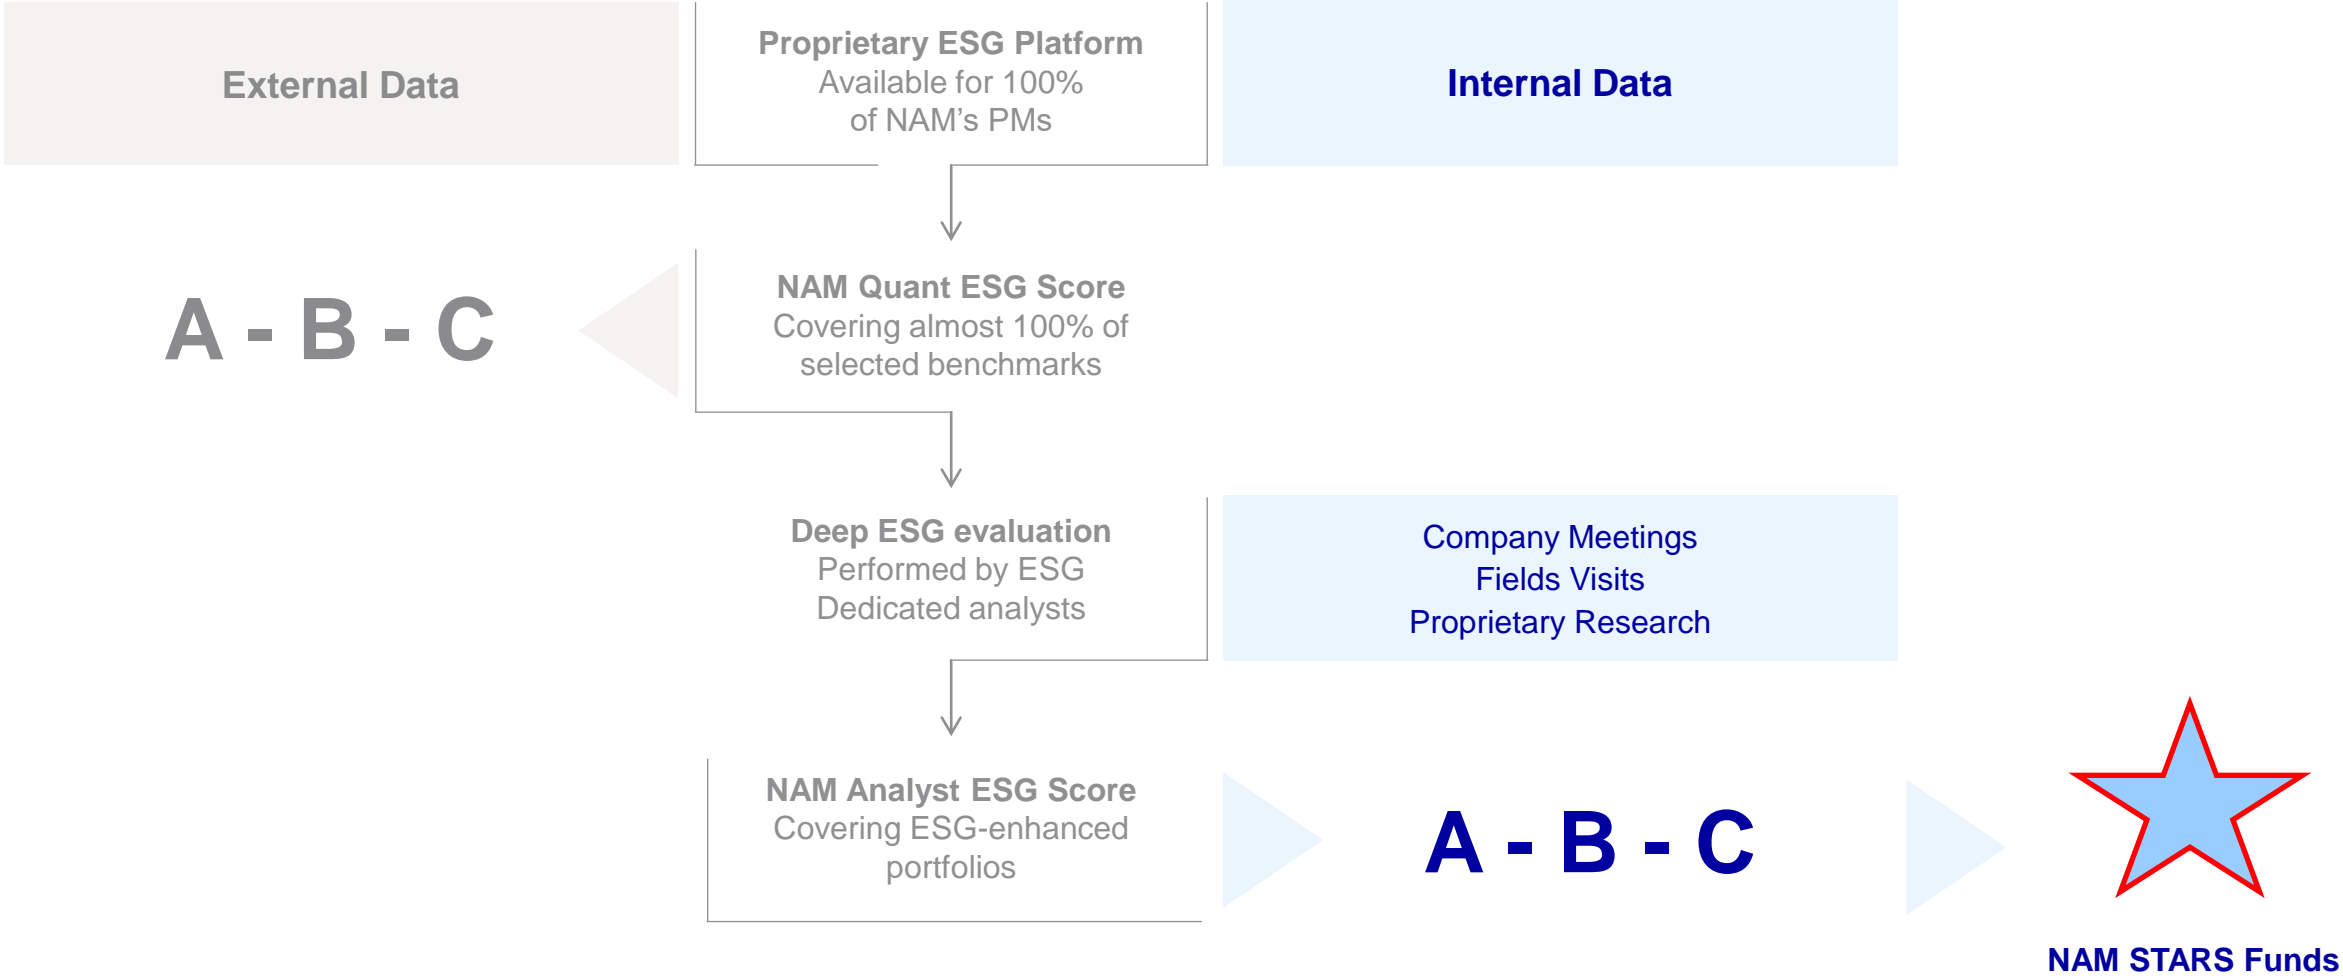 External Data
Proprietary ESG Platform
Available for 100%
of NAM's PMs
Internal Data
A - B - C
NAM Quant ESG Score
Covering almost 100% of
selected benchmarks
Deep ESG evaluation
Performed by ESG
Dedicated analysts
Company Meetings
Fields Visits
Proprietary Research
NAM Analyst ESG Score
Covering ESG-enhanced
portfolios
A - B - C
NAM STARS Funds